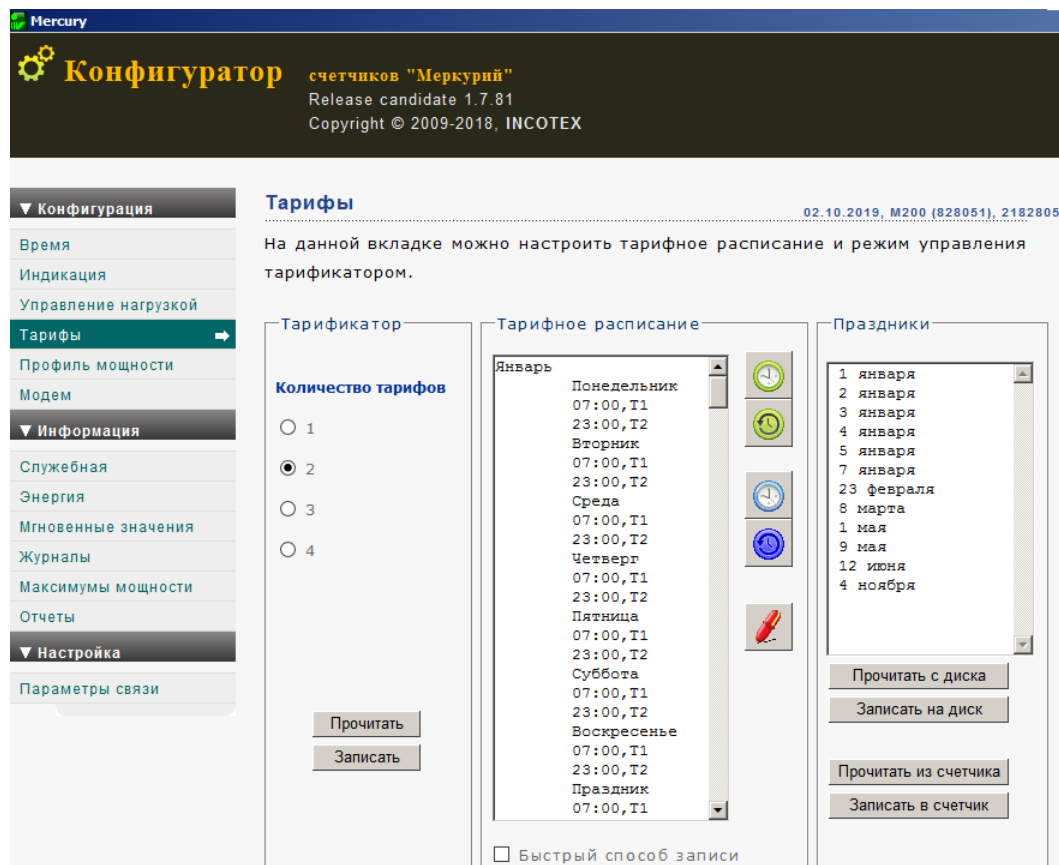 Mercury
Конфигуратор счетчиков "Меркурий"
Release candidate 1.7.81
Copyright © 2009-2018, INCOTEX
▼ Конфигурация
Время
Индикация
Управление нагрузкой
Тарифы
Профиль мощности
Модем
▼ Информация
Служебная
Энергия
Мгновенные значения
Журналы
Максимумы мощности
Отчеты
▼ Настройка
Параметры связи
Тарифы
02.10.2019, M200 (828051), 2182805
На данной вкладке можно настроить тарифное расписание и режим управления
тарификатором.
Тарификатор
Количество тарифов
1
2
3
4
Прочитать
Записать
Тарифное расписание
Январь
Понедельник
07:00,T1
23:00,T2
Вторник
07:00,T1
23:00,T2
Среда
07:00,T1
23:00,T2
Четверг
07:00,T1
23:00,T2
Пятница
07:00,T1
23:00,T2
Суббота
07:00,T1
23:00,T2
Воскресенье
07:00,T1
23:00,T2
Праздник
07:00,T1
Быстрый способ записи
Праздники
1 января
2 января
3 января
4 января
5 января
7 января
23 февраля
8 марта
1 мая
9 мая
12 июня
4 ноября
Прочитать с диска
Записать на диск
Прочитать из счетчика
Записать в счетчик